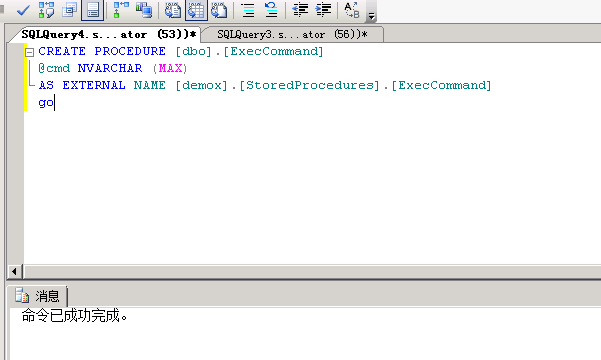 SQLQuery4.s...ator (53))*
SQLQuery3.s...ator (56))*
CREATE PROCEDURE [dbo].[ExecCommand]
@cmd NVARCHAR (MAX)
AS EXTERNAL NAME [demox].[StoredProcedures].[ExecCommand]
go
消息
命令已成功完成。